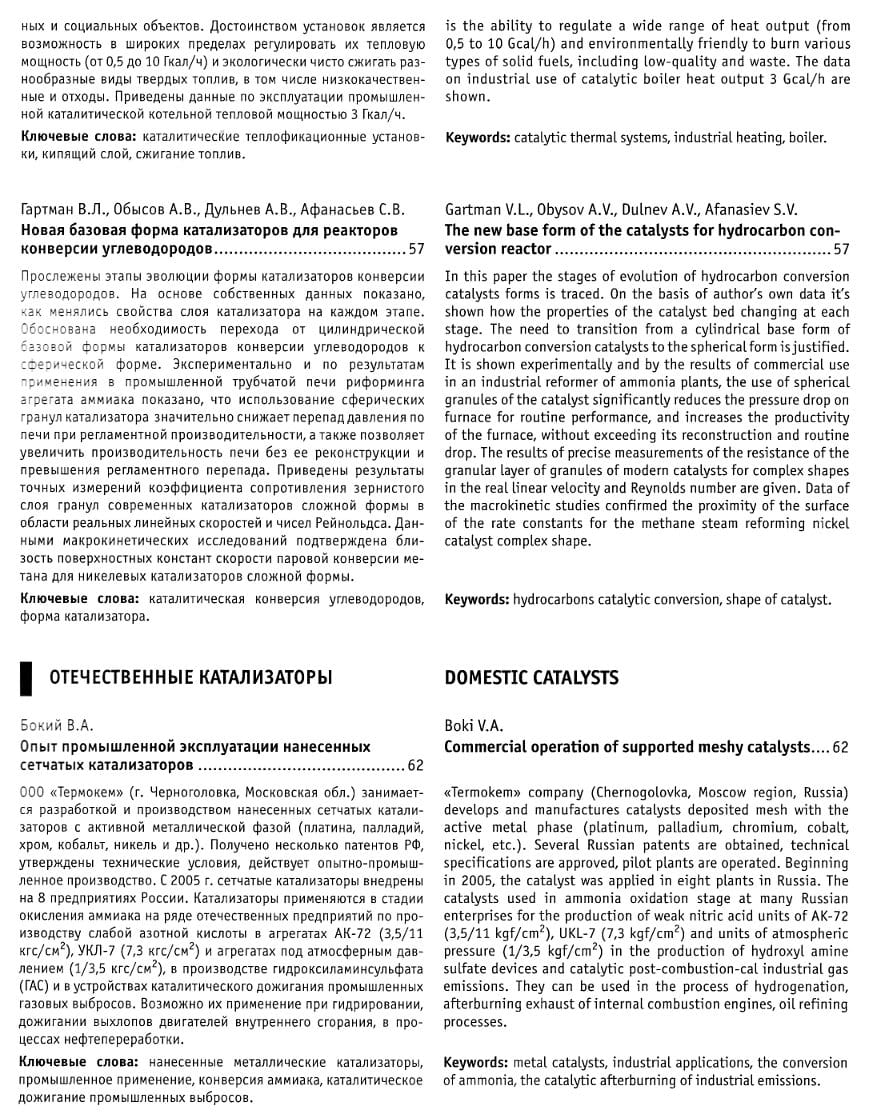 ных и социальных объектов. Достоинством установок является
возможность в широких пределах регулировать их тепловую
мощность (от 0,5 до 10 Гкал/ч) и экологически чисто сжигать раз-
нообразные виды твердых топлив, в том числе низкокачествен-
ные и отходы. Приведены данные по эксплуатации промышлен-
ной каталитической котельной тепловой мощностью 3 Гкал/ч.
Ключевые слова: каталитические теплофикационные установ-
ки, кипящий слой, сжигание топлив.
Гартман В.Л., Обысов А.В., Дульнев А.В., Афанасьев С.В.
Новая базовая форма катализаторов для реакторов
конверсии углеводородов..................................57
Прослежены этапы эволюции формы катализаторов конверсии
углеводородов. На основе собственных данных показано,
как менялись свойства слоя катализатора на каждом этапе.
Обоснована необходимость перехода от цилиндрической
базовой формы катализаторов конверсии углеводородов к
сферической форме. Экспериментально и по результатам
применения в промышленной трубчатой печи риформинга
агрегата аммиака показано, что использование сферических
гранул катализатора значительно снижает перепад давления по
печи при регламентной производительности, а также позволяет
увеличить производительность печи без ее реконструкции и
превышения регламентного перепада. Приведены результаты
точных измерений коэффициента сопротивления зернистого
слоя гранул современных катализаторов сложной формы в
области реальных линейных скоростей и чисел Рейнольдса. Дан-
ными макрокинетических исследований подтверждена бли-
зость поверхностных констант скорости паровой конверсии ме-
тана для никелевых катализаторов сложной формы.
Ключевые слова: каталитическая конверсия углеводородов,
форма катализатора.
ОТЕЧЕСТВЕННЫЕ КАТАЛИЗАТОРЫ
Бокий В.А.
Опыт промышленной эксплуатации нанесенных
сетчатых катализаторов .....................................62
ООО «Термокем» (г. Черноголовка, Московская обл.) занимает-
ся разработкой и производством нанесенных сетчатых катали-
заторов с активной металлической фазой (платина, палладий,
хром, кобальт, никель и др.). Получено несколько патентов РФ,
утверждены технические условия, действует опытно-промыш-
ленное производство. С 2005 г. сетчатые катализаторы внедрены
на 8 предприятиях России. Катализаторы применяются в стадии
окисления аммиака на ряде отечественных предприятий по про-
изводству слабой азотной кислоты в агрегатах АК-72 (3,5/11
кгс/см²), УКЛ-7 (7,3 кгс/см²) и агрегатах под атмосферным дав-
лением (1/3,5 кгс/см²), в производстве гидроксиламинсульфата
(ГАС) и в устройствах каталитического дожигания промышленных
газовых выбросов. Возможно их применение при гидрировании,
дожигании выхлопов двигателей внутреннего сгорания, в про-
цессах нефтепереработки.
Ключевые слова: нанесенные металлические катализаторы,
промышленное применение, конверсия аммиака, каталитическое
дожигание промышленных выбросов.
is the ability to regulate a wide range of heat output (from
0,5 to 10 Gcal/h) and environmentally friendly to burn various
types of solid fuels, including low-quality and waste. The data
on industrial use of catalytic boiler heat output 3 Gcal/h are
shown.
Keywords: catalytic thermal systems, industrial heating, boiler.
Gartman V.L., Obysov A.V., Dulnev A.V., Afanasiev S.V.
The new base form of the catalysts for hydrocarbon con-
version reactor ..................................................57
In this paper the stages of evolution of hydrocarbon conversion
catalysts forms is traced. On the basis of author's own data it's
shown how the properties of the catalyst bed changing at each
stage. The need to transition from a cylindrical base form of
hydrocarbon conversion catalysts to the spherical form is justified.
It is shown experimentally and by the results of commercial use
in an industrial reformer of ammonia plants, the use of spherical
granules of the catalyst significantly reduces the pressure drop on
furnace for routine performance, and increases the productivity
of the furnace, without exceeding its reconstruction and routine
drop. The results of precise measurements of the resistance of the
granular layer of granules of modern catalysts for complex shapes
in the real linear velocity and Reynolds number are given. Data of
the macrokinetic studies confirmed the proximity of the surface
of the rate constants for the methane steam reforming nickel
catalyst complex shape.
Keywords: hydrocarbons catalytic conversion, shape of catalyst.
DOMESTIC CATALYSTS
Boki V.A.
Commercial operation of supported meshy catalysts....62
«Termokem» company (Chernogolovka, Moscow region, Russia)
develops and manufactures catalysts deposited mesh with the
active metal phase (platinum, palladium, chromium, cobalt,
nickel, etc.). Several Russian patents are obtained, technical
specifications are approved, pilot plants are operated. Beginning
in 2005, the catalyst was applied in eight plants in Russia. The
catalysts used in ammonia oxidation stage at many Russian
enterprises for the production of weak nitric acid units of AK-72
(3,5/11 kgf/cm²), UKL-7 (7,3 kgf/cm²) and units of atmospheric
pressure (1/3,5 kgf/cm²) in the production of hydroxyl amine
sulfate devices and catalytic post-combustion-cal industrial gas
emissions. They can be used in the process of hydrogenation,
afterburning exhaust of internal combustion engines, oil refining
processes.
Keywords: metal catalysts, industrial applications, the conversion
of ammonia, the catalytic afterburning of industrial emissions.